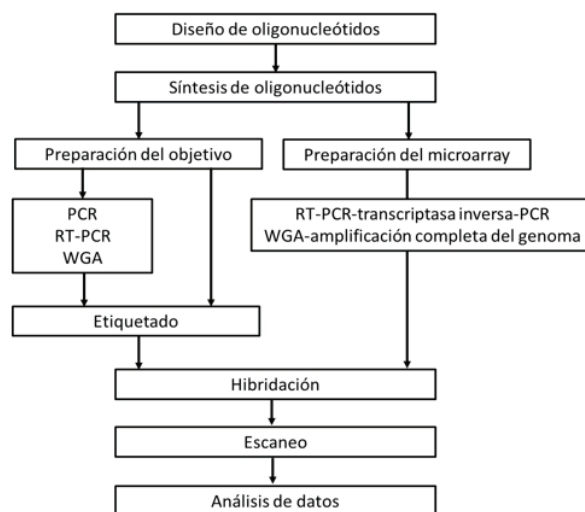 Diseño de oligonucleótidos
Síntesis de oligonucleótidos
Preparación del objetivo
Preparación del microarray
PCR
RT-PCR
WGA
RT-PCR-transcriptasa inversa-PCR
WGA-amplificación completa del genoma
Etiquetado
Hibridación
Escaneo
Análisis de datos